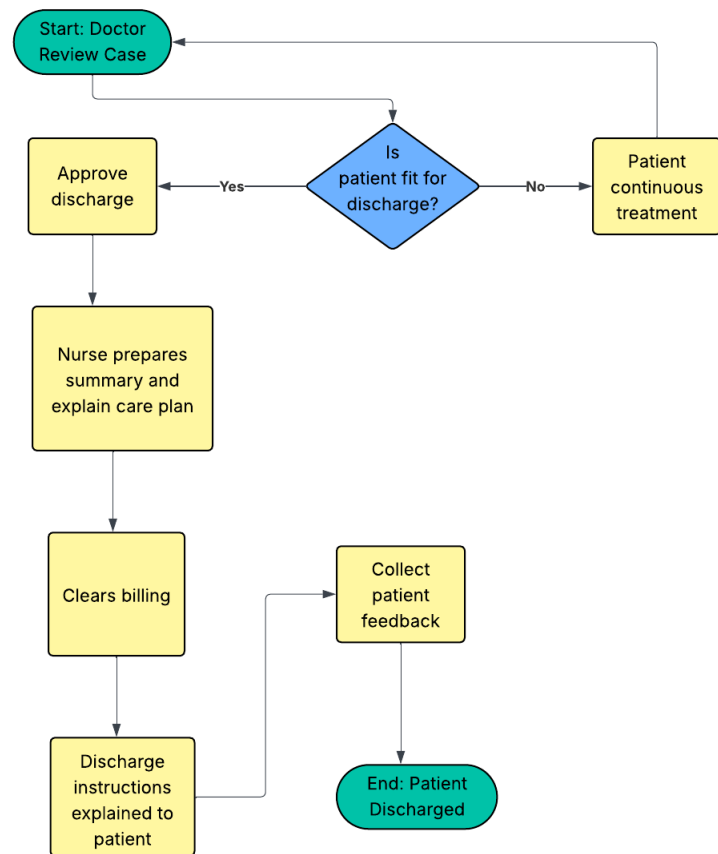 Start: Doctor
Review Case
Is
patient fit for
discharge?
Yes
No
Approve
discharge
Patient
continuous
treatment
Nurse prepares
summary and
explain care plan
Clears billing
Discharge
instructions
explained to
patient
Collect
patient
feedback
End: Patient
Discharged